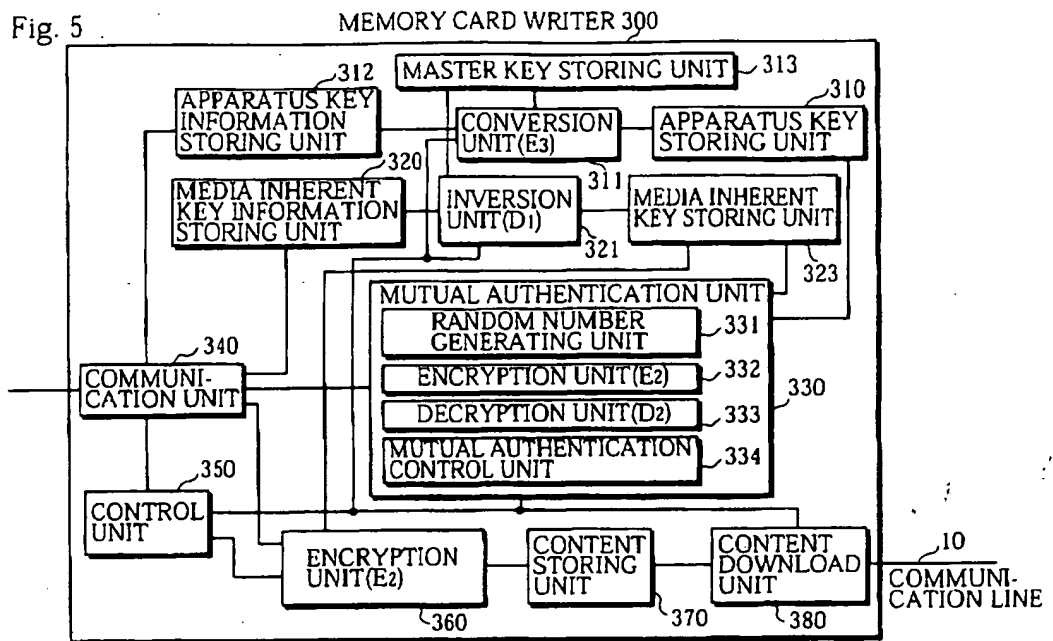 Fig. 5
MEMORY CARD WRITER 300
312
MASTER KEY STORING UNIT
313
310
APPARATUS KEY
INFORMATION
STORING UNIT
CONVERSION
UNIT(E3)
APPARATUS KEY
STORING UNIT
320
311
MEDIA INHERENT
KEY INFORMATION
STORING UNIT
INVERSION
UNIT(D1)
MEDIA INHERENT
KEY STORING UNIT
321
323
MUTUAL AUTHENTICATION UNIT
RANDOM NUMBER
GENERATING UNIT
331
340
COMMUNI-
CATION UNIT
ENCRYPTION UNIT(E2)
332
330
DECRYPTION UNIT(D2)
333
MUTUAL AUTHENTICATION
CONTROL UNIT
334
350
CONTROL
UNIT
ENCRYPTION
UNIT(E2)
CONTENT
STORING
UNIT
CONTENT
DOWNLOAD
UNIT
10
COMMUNI-
CATION LINE
360
370
380